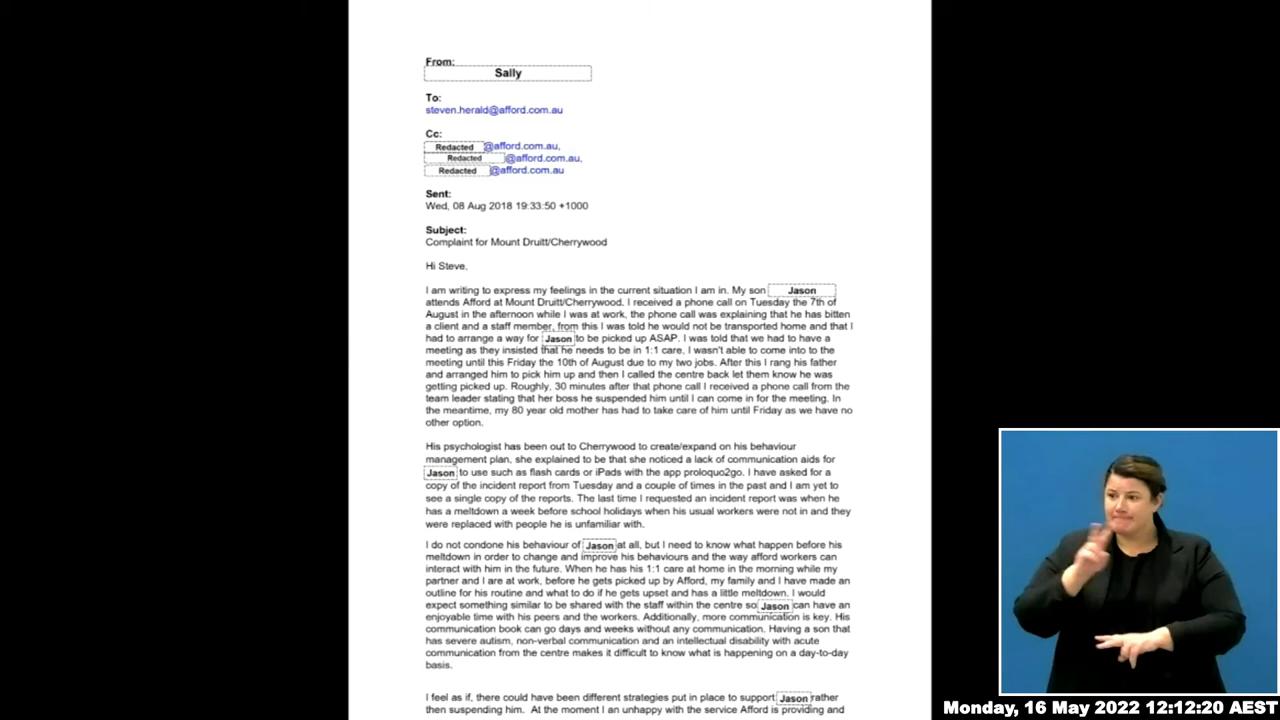 From:
Sally
To:
steven.herald@afford.com.au
Cc:
Redacted @afford.com.au,
Redacted @afford.com.au,
Redacted @afford.com.au
Sent:
Wed, 08 Aug 2018 19:33:50 +1000
Subject:
Complaint for Mount Druitt/Cherrywood
Hi Steve,
I am writing to express my feelings in the current situation I am in. My son Jason
attends Afford at Mount Druitt/Cherrywood. I received a phone call on Tuesday the 7th of
August in the afternoon while I was at work, the phone call was explaining that he has bitten
a client and a staff member, from this I was told he would not be transported home and that I
had to arrange a way for Jason to be picked up ASAP. I was told that we had to have a
meeting as they insisted that he needs to be in 1:1 care, I wasn't able to come into to the
meeting until this Friday the 10th of August due to my two jobs. After this I rang his father
and arranged him to pick him up and then I called the centre back let them know he was
getting picked up. Roughly, 30 minutes after that phone call I received a phone call from the
team leader stating that her boss he suspended him until I can come in for the meeting. In
the meantime, my 80 year old mother has had to take care of him until Friday as we have no
other option.
His psychologist has been out to Cherrywood to create/expand on his behaviour
management plan, she explained to be that she noticed a lack of communication aids for
Jason to use such as flash cards or iPads with the app proloquo2go. I have asked for a
copy of the incident report from Tuesday and a couple of times in the past and I am yet to
see a single copy of the reports. The last time I requested an incident report was when he
has a meltdown a week before school holidays when his usual workers were not in and they
were replaced with people he is unfamiliar with.
I do not condone his behaviour of Jason at all, but I need to know what happen before his
meltdown in order to change and improve his behaviours and the way afford workers can
interact with him in the future. When he has his 1:1 care at home in the morning while my
partner and I are at work, before he gets picked up by Afford, my family and I have made an
outline for his routine and what to do if he gets upset and has a little meltdown. I would
expect something similar to be shared with the staff within the centre so Jason can have an
enjoyable time with his peers and the workers. Additionally, more communication is key. His
communication book can go days and weeks without any communication. Having a son that
has severe autism, non-verbal communication and an intellectual disability with acute
communication from the centre makes it difficult to know what is happening on a day-to-day
basis.
I feel as if, there could have been different strategies put in place to support Jason rather
then suspending him. At the moment I an unhappy with the service Afford is providing and
Monday, 16 May 2022 12:12:20 AEST